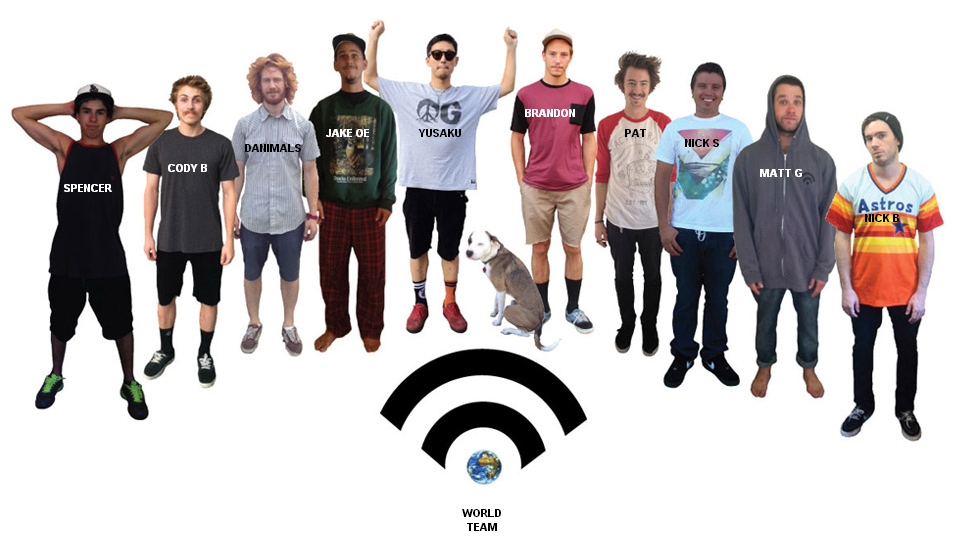 SPENCER
CODY B
DANIMALS
JAKE OE
YUSAKU
G
BRANDON
PAT
NICK S
MATT G
Astros
NICK B
WORLD
TEAM